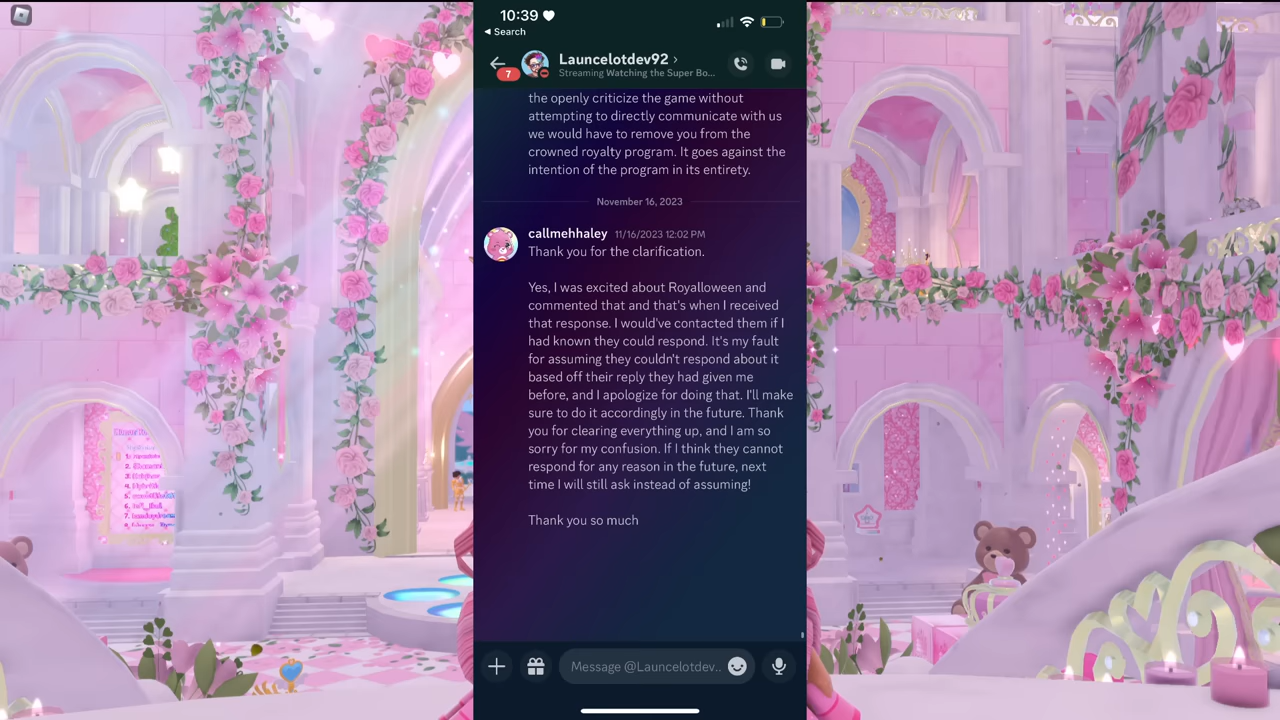 10:39
Search
7
Launcelotdev92
Streaming Watching the Super Bo...
the openly criticize the game without
attempting to directly communicate with us
we would have to remove you from the
crowned royalty program. It goes against the
intention of the program in its entirety.
November 16, 2023
callmehhaley 11/16/2023 12:02 PM
Thank you for the clarification.
Yes, I was excited about Royalloween and
commented that and that's when I received
that response. I would've contacted them if I
had known they could respond. It's my fault
for assuming they couldn't respond about it
based off their reply they had given me
before, and I apologize for doing that. I'll make
sure to do it accordingly in the future. Thank
you for clearing everything up, and I am so
sorry for my confusion. If I think they cannot
respond for any reason in the future, next
time I will still ask instead of assuming!
Thank you so much
Message @Launcelotdev..